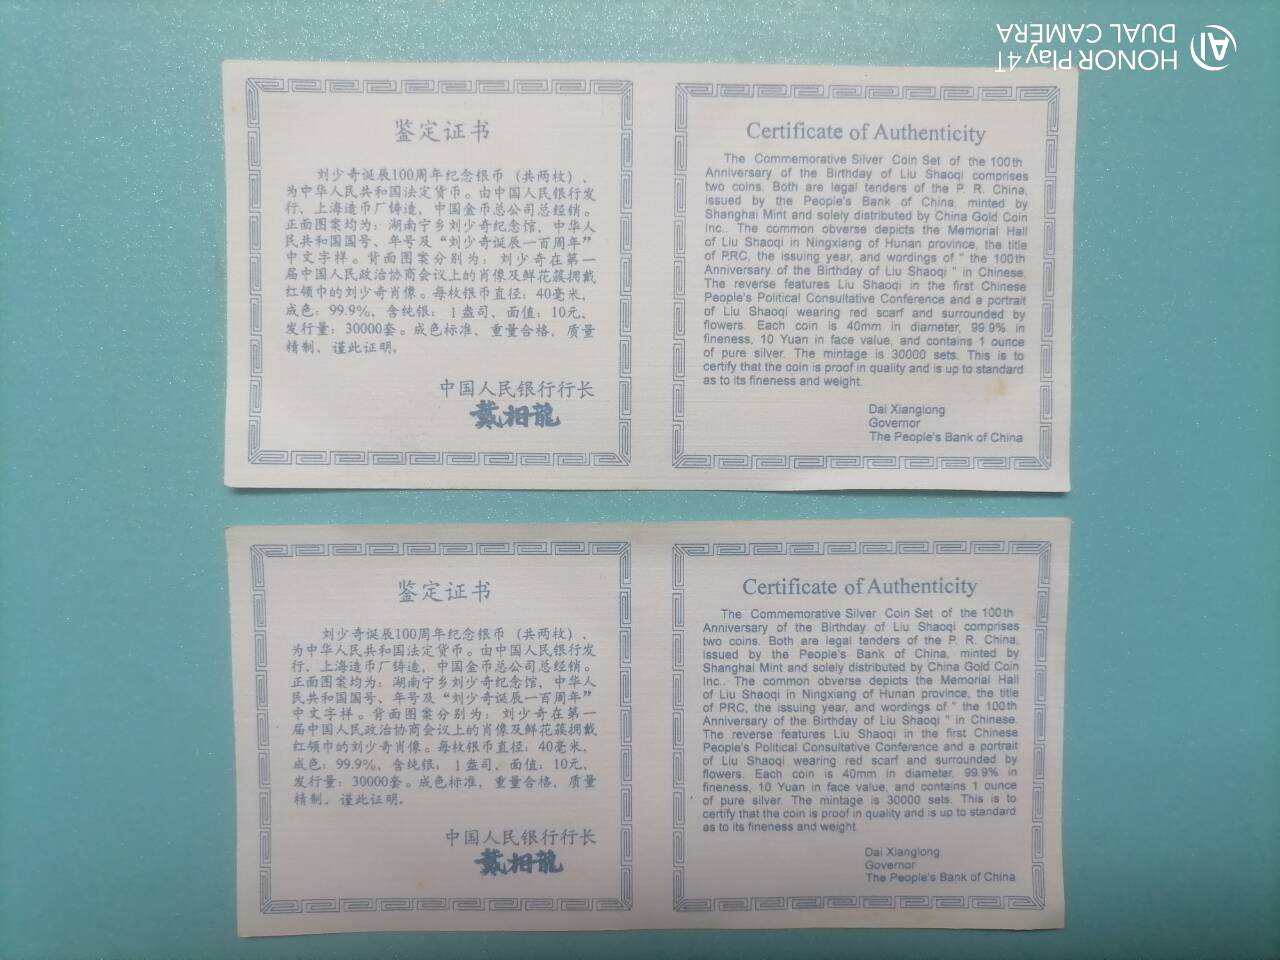 鉴定证书
刘少奇诞辰100周年纪念银币（共两枚），
为中华人民共和国法定货币。由中国人民银行发
行，上海造币厂铸造，中国金币总公司总经销。
正面图案均为：湖南宁乡刘少奇纪念馆，中华人
民共和国国号、年号及“刘少奇诞辰一百周年”
中文字样。背面图案分别为：刘少奇在第一
届中国人民政治协商会议上的肖像及鲜花簇拥戴
红领巾的刘少奇肖像。每枚银币直径：40毫米，
成色：99.9%，含纯银：1盎司，面值：10元，
发行量：30000套。成色标准，重量合格，质量
精制，谨此证明。
中国人民银行行长
戴相龍
Certificate of Authenticity
The Commemorative Silver Coin Set of the 100th
Anniversary of the Birthday of Liu Shaoqi comprises
two coins. Both are legal tenders of the P. R. China,
issued by the People's Bank of China, minted by
Shanghai Mint and solely distributed by China Gold Coin
Inc.. The common obverse depicts the Memorial Hall
of Liu Shaoqi in Ningxiang of Hunan province, the title
of PRC, the issuing year, and wordings of " the 100th
Anniversary of the Birthday of Liu Shaoqi " in Chinese.
The reverse features Liu Shaoqi in the first Chinese
People's Political Consultative Conference and a portrait
of Liu Shaoqi wearing red scarf and surrounded by
flowers. Each coin is 40mm in diameter, 99.9% in
fineness, 10 Yuan in face value, and contains 1 ounce
of pure silver. The mintage is 30000 sets. This is to
certify that the coin is proof in quality and is up to standard
as to its fineness and weight.
Dai Xianglong
Governor
The People's Bank of China
鉴定证书
刘少奇诞辰100周年纪念银币（共两枚），
为中华人民共和国法定货币。由中国人民银行发
行，上海造币厂铸造，中国金币总公司总经销。
正面图案均为：湖南宁乡刘少奇纪念馆，中华人
民共和国国号、年号及“刘少奇诞辰一百周年”
中文字样。背面图案分别为：刘少奇在第一
届中国人民政治协商会议上的肖像及鲜花簇拥戴
红领巾的刘少奇肖像。每枚银币直径：40毫米，
成色：99.9%，含纯银：1盎司，面值：10元，
发行量：30000套。成色标准，重量合格，质量
精制，谨此证明。
中国人民银行行长
戴相龍
Certificate of Authenticity
The Commemorative Silver Coin Set of the 100th
Anniversary of the Birthday of Liu Shaoqi comprises
two coins. Both are legal tenders of the P. R. China,
issued by the People's Bank of China, minted by
Shanghai Mint and solely distributed by China Gold Coin
Inc.. The common obverse depicts the Memorial Hall
of Liu Shaoqi in Ningxiang of Hunan province, the title
of PRC, the issuing year, and wordings of " the 100th
Anniversary of the Birthday of Liu Shaoqi " in Chinese.
The reverse features Liu Shaoqi in the first Chinese
People's Political Consultative Conference and a portrait
of Liu Shaoqi wearing red scarf and surrounded by
flowers. Each coin is 40mm in diameter, 99.9% in
fineness, 10 Yuan in face value, and contains 1 ounce
of pure silver. The mintage is 30000 sets. This is to
certify that the coin is proof in quality and is up to standard
as to its fineness and weight.
Dai Xianglong
Governor
The People's Bank of China
HONOR Play 4T
DUAL CAMERA
AI